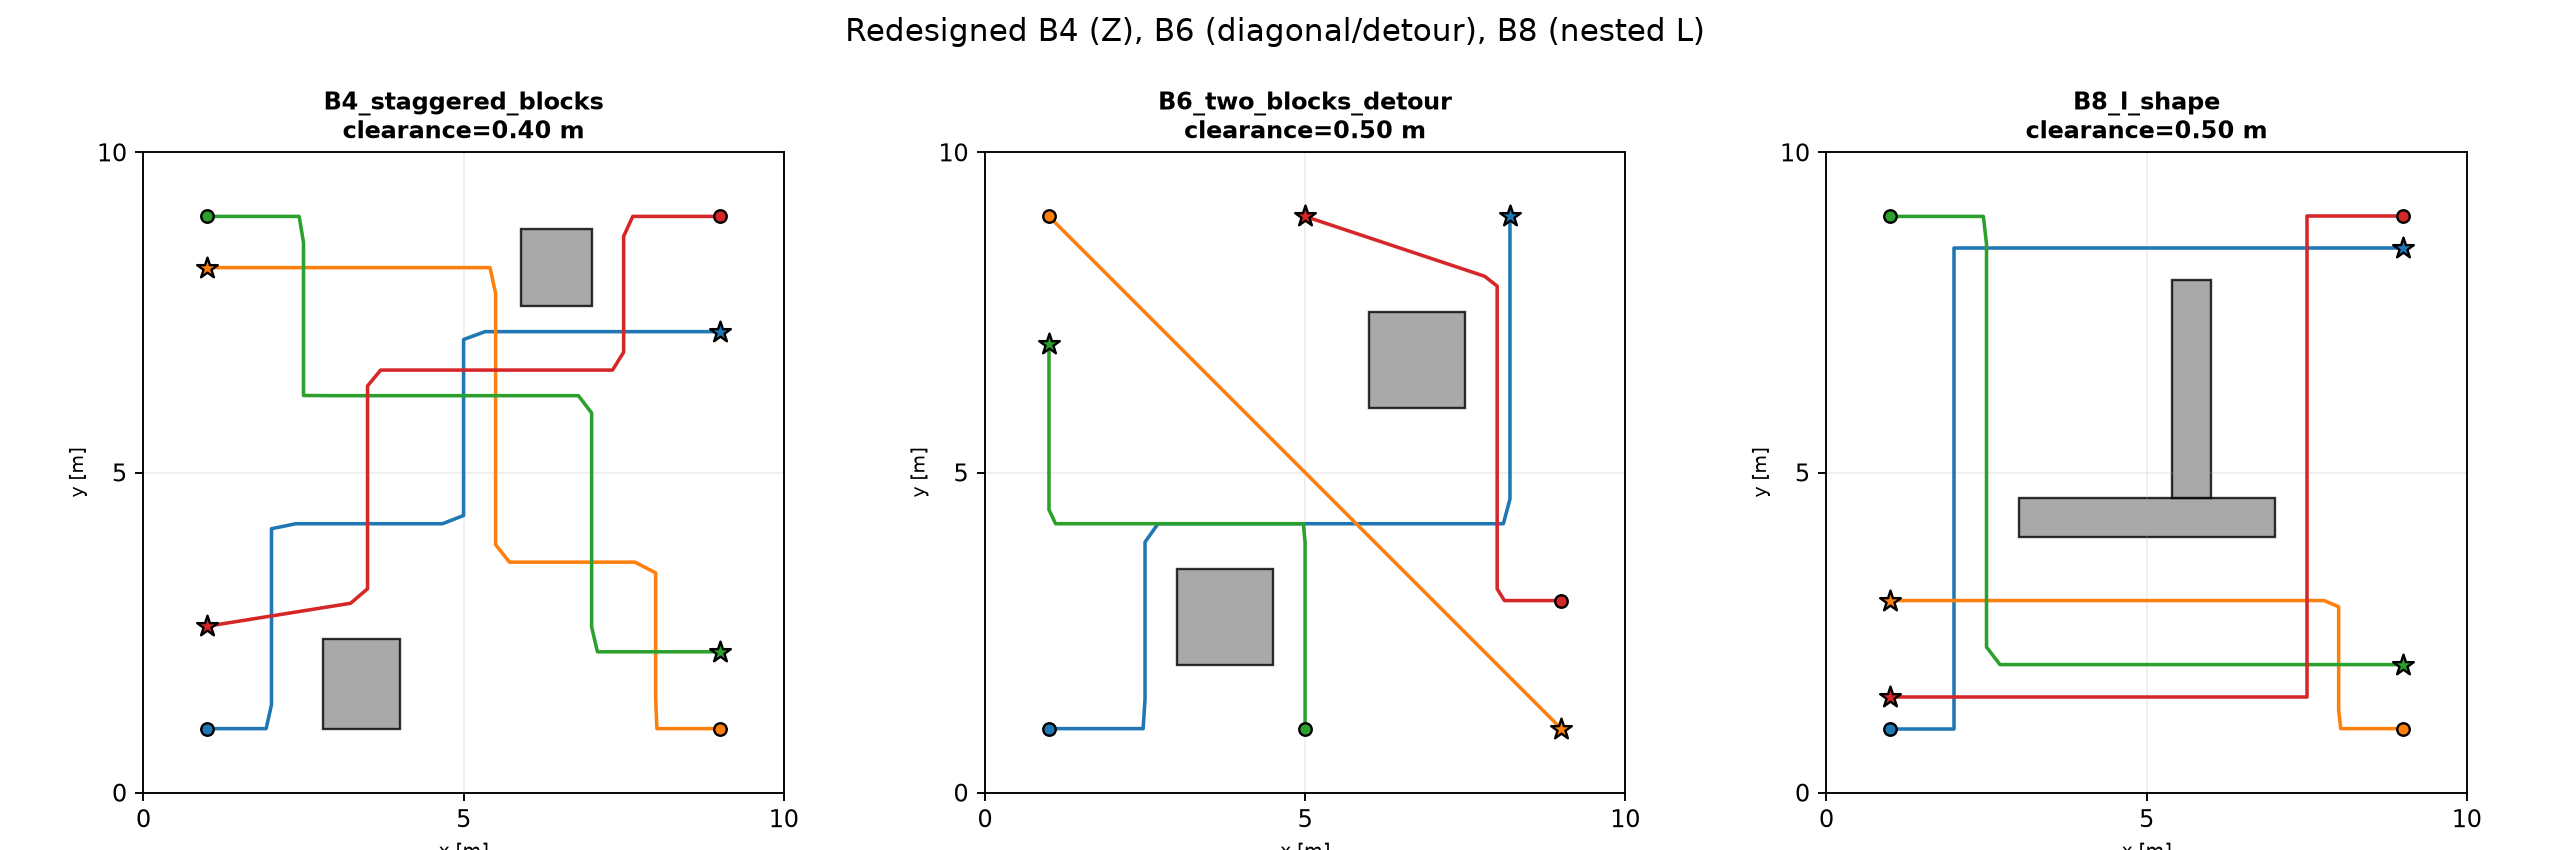 Redesigned B4 (Z), B6 (diagonal/detour), B8 (nested L)
B4_staggered_blocks
clearance=0.40 m
10
5
0
y [m]
0
5
10
x [m]
B6_two_blocks_detour
clearance=0.50 m
10
5
0
y [m]
0
5
10
x [m]
B8_l_shape
clearance=0.50 m
10
5
0
y [m]
0
5
10
x [m]